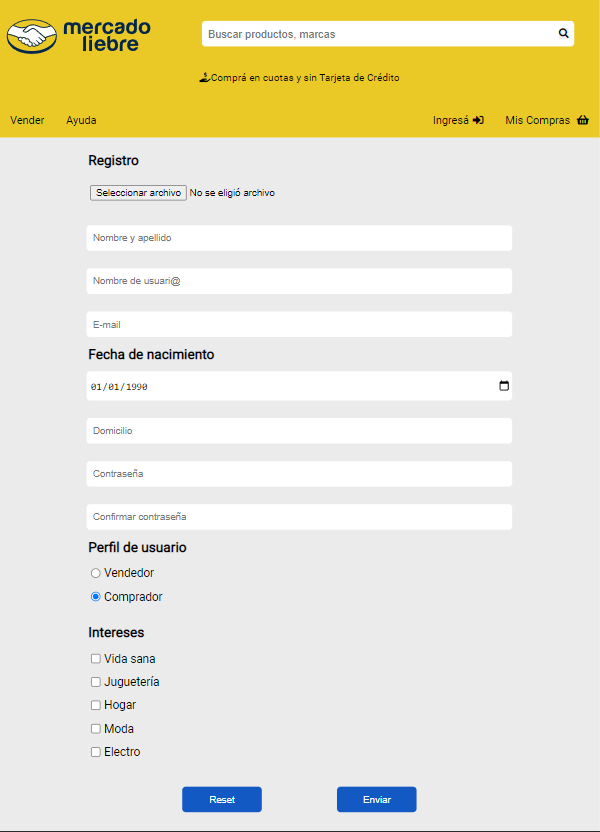 mercado
liebre
Buscar productos, marcas
Comprá en cuotas y sin Tarjeta de Crédito
Vender Ayuda Ingresá Mis Compras
Registro
Seleccionar archivo No se eligió archivo
Nombre y apellido
Nombre de usuari@
E-mail
Fecha de nacimiento
01/01/1990
Domicilio
Contraseña
Confirmar contraseña
Perfil de usuario
Vendedor
Comprador
Intereses
Vida sana
Juguetería
Hogar
Moda
Electro
Reset Enviar